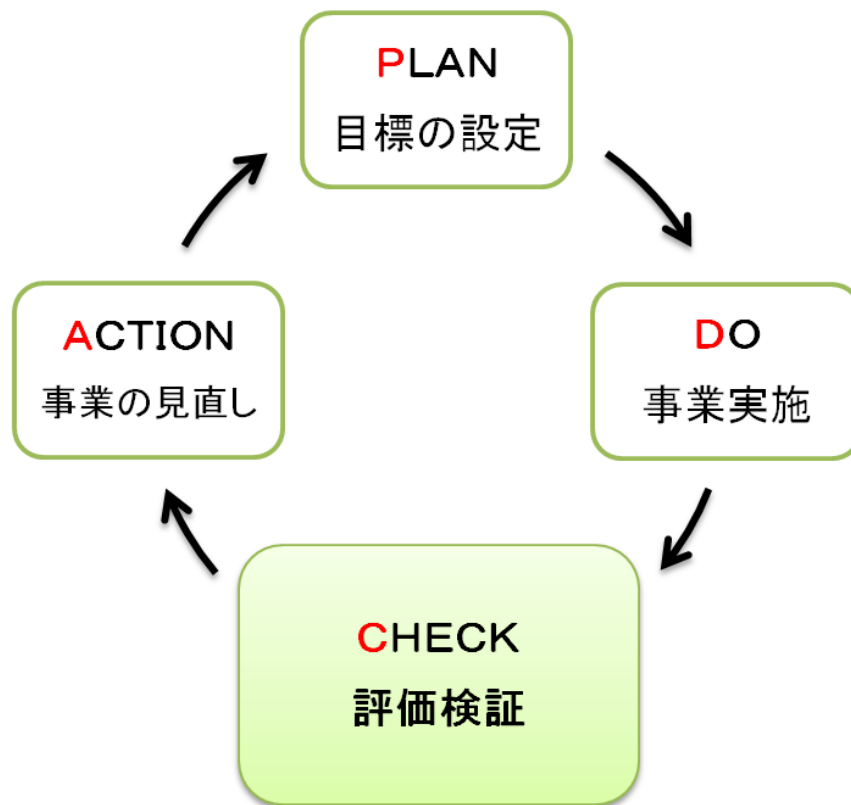 PLAN
目標の設定
DO
事業実施
CHECK
評価検証
ACTION
事業の見直し